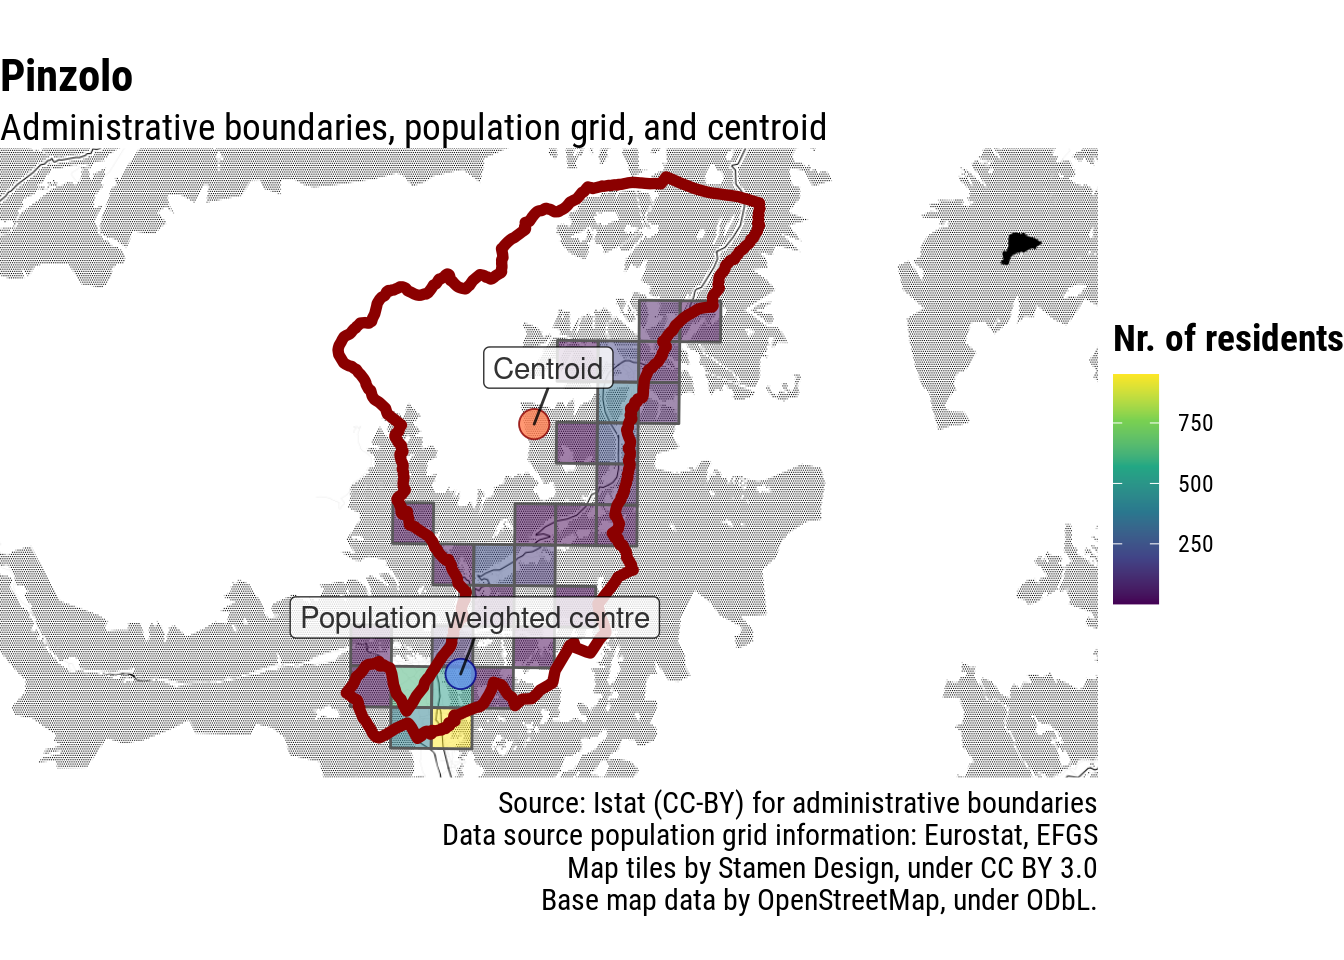 Pinzolo
Administrative boundaries, population grid, and centroid
Centroid
Population weighted centre
Nr. of residents
750
500
250
Source: Istat (CC-BY) for administrative boundaries
Data source population grid information: Eurostat, EFGS
Map tiles by Stamen Design, under CC BY 3.0
Base map data by OpenStreetMap, under ODbL.